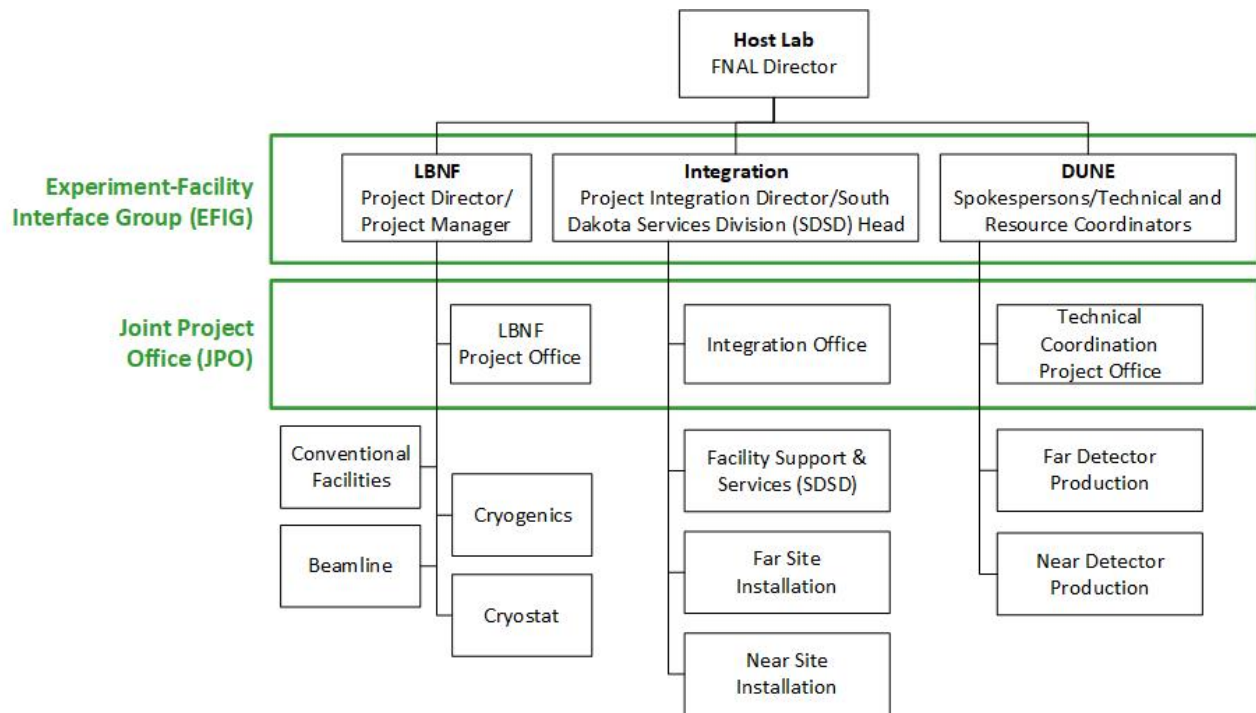 Host Lab
FNAL Director
Experiment-Facility
Interface Group (EFIG)
LBNF
Project Director/
Project Manager
Integration
Project Integration Director/South
Dakota Services Division (SDSD) Head
DUNE
Spokespersons/Technical and
Resource Coordinators
Joint Project
Office (JPO)
LBNF
Project Office
Integration Office
Technical
Coordination
Project Office
Conventional
Facilities
Cryogenics
Beamline
Cryostat
Facility Support &
Services (SDSD)
Far Site
Installation
Near Site
Installation
Far Detector
Production
Near Detector
Production